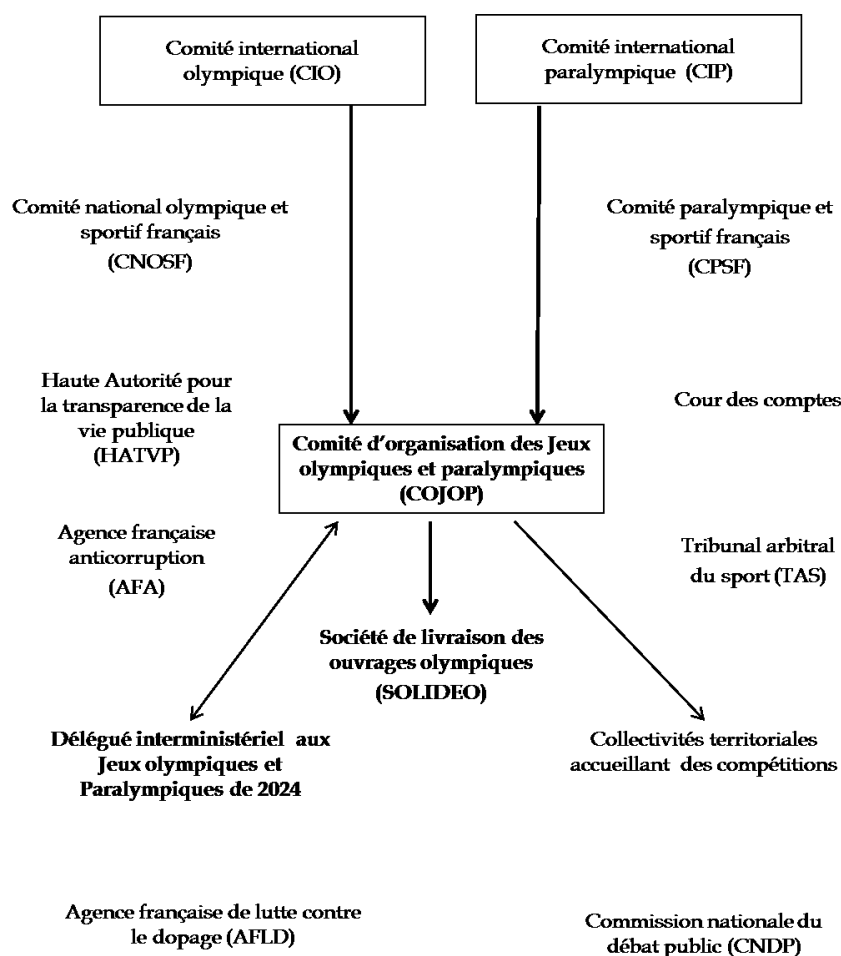 Comité international
olympique (CIO)
Comité international
paralympique (CIP)
Comité national olympique et
sportif français
(CNOSF)
Comité paralympique et
sportif français
(CPSF)
Haute Autorité pour
la transparence de la
vie publique
(HATVP)
Cour des comptes
Comité d'organisation des Jeux
olympiques et paralympiques
(COJOP)
Agence française
anticorruption
(AFA)
Tribunal arbitral
du sport (TAS)
Société de livraison des
ouvrages olympiques
(SOLIDEO)
Délégué interministériel aux
Jeux olympiques et
Paralympiques de 2024
Collectivités territoriales
accueillant des compétitions
Agence française de lutte contre
le dopage (AFLD)
Commission nationale du
débat public (CNDP)